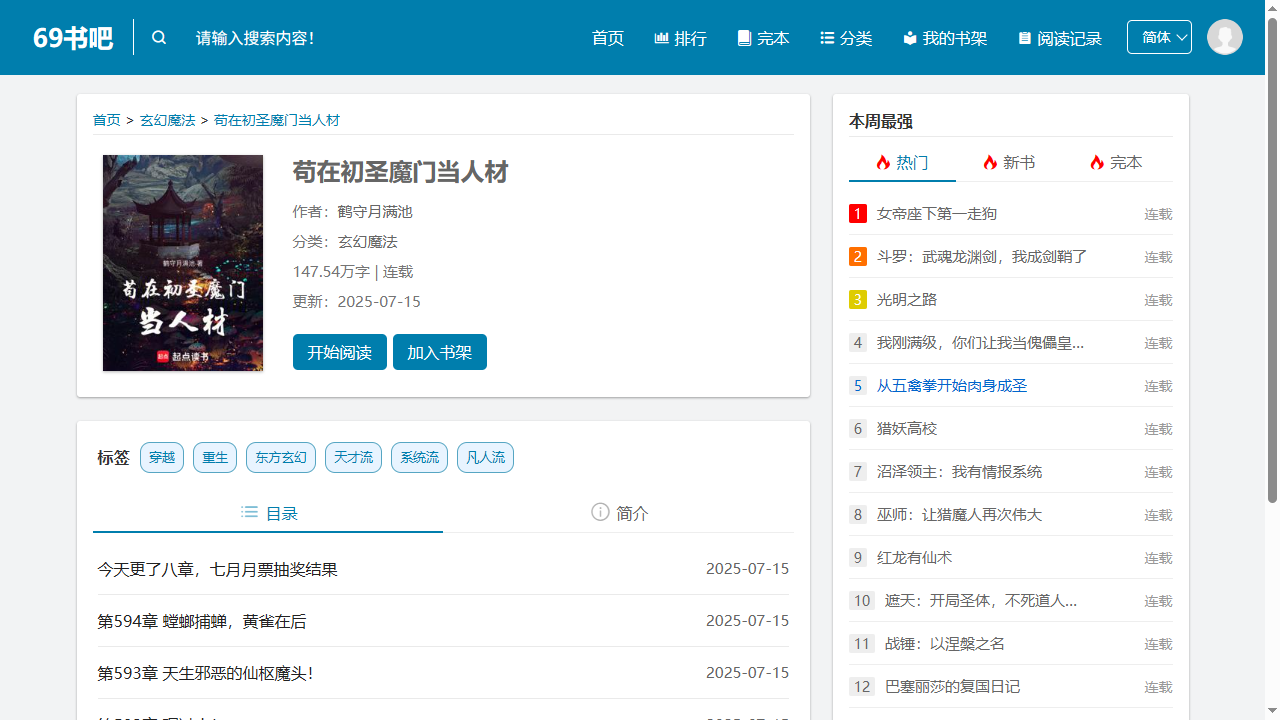 69书吧
请输入搜索内容!
首页 排行 完本 分类 我的书架 阅读记录 简体
首页 > 玄幻魔法 > 苟在初圣魔门当人材
鹤守月满池 著
苟在初圣魔门
当人材
起点 起点读书
苟在初圣魔门当人材
作者：鹤守月满池
分类：玄幻魔法
147.54万字 | 连载
更新：2025-07-15
开始阅读 加入书架
标签 穿越 重生 东方玄幻 天才流 系统流 凡人流
目录 简介
今天更了八章，七月月票抽奖结果 2025-07-15
第594章 螳螂捕蝉，黄雀在后 2025-07-15
第593章 天生邪恶的仙枢魔头! 2025-07-15
本周最强
热门 新书 完本
1 女帝座下第一走狗 连载
2 斗罗：武魂龙渊剑，我成剑鞘了 连载
3 光明之路 连载
4 我刚满级，你们让我当傀儡皇... 连载
5 从五禽拳开始肉身成圣 连载
6 猎妖高校 连载
7 沼泽领主：我有情报系统 连载
8 巫师：让猎魔人再次伟大 连载
9 红龙有仙术 连载
10 遮天：开局圣体，不死道人... 连载
11 战锤：以涅槃之名 连载
12 巴塞丽莎的复国日记 连载